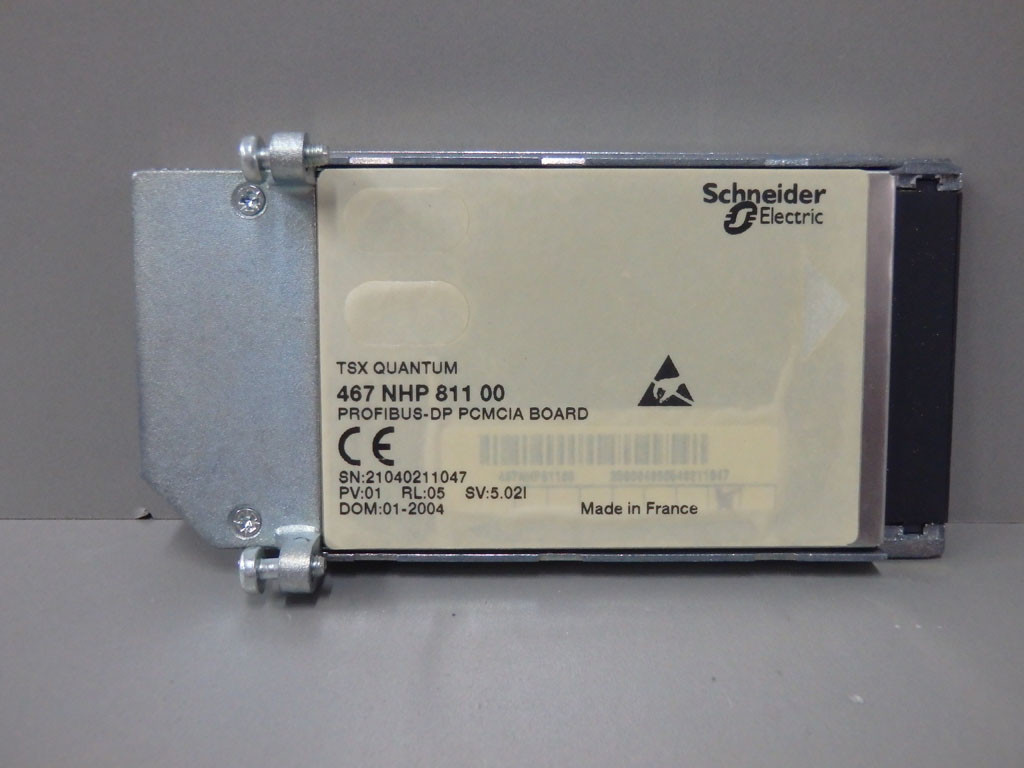 Schneider
Electric
TSX QUANTUM
467 NHP 811 00
PROFIBUS-DP PCMCIA BOARD
CE
SN:21040211047
PV:01 RL:05 SV:5.02I
DOM:01-2004
Made in France